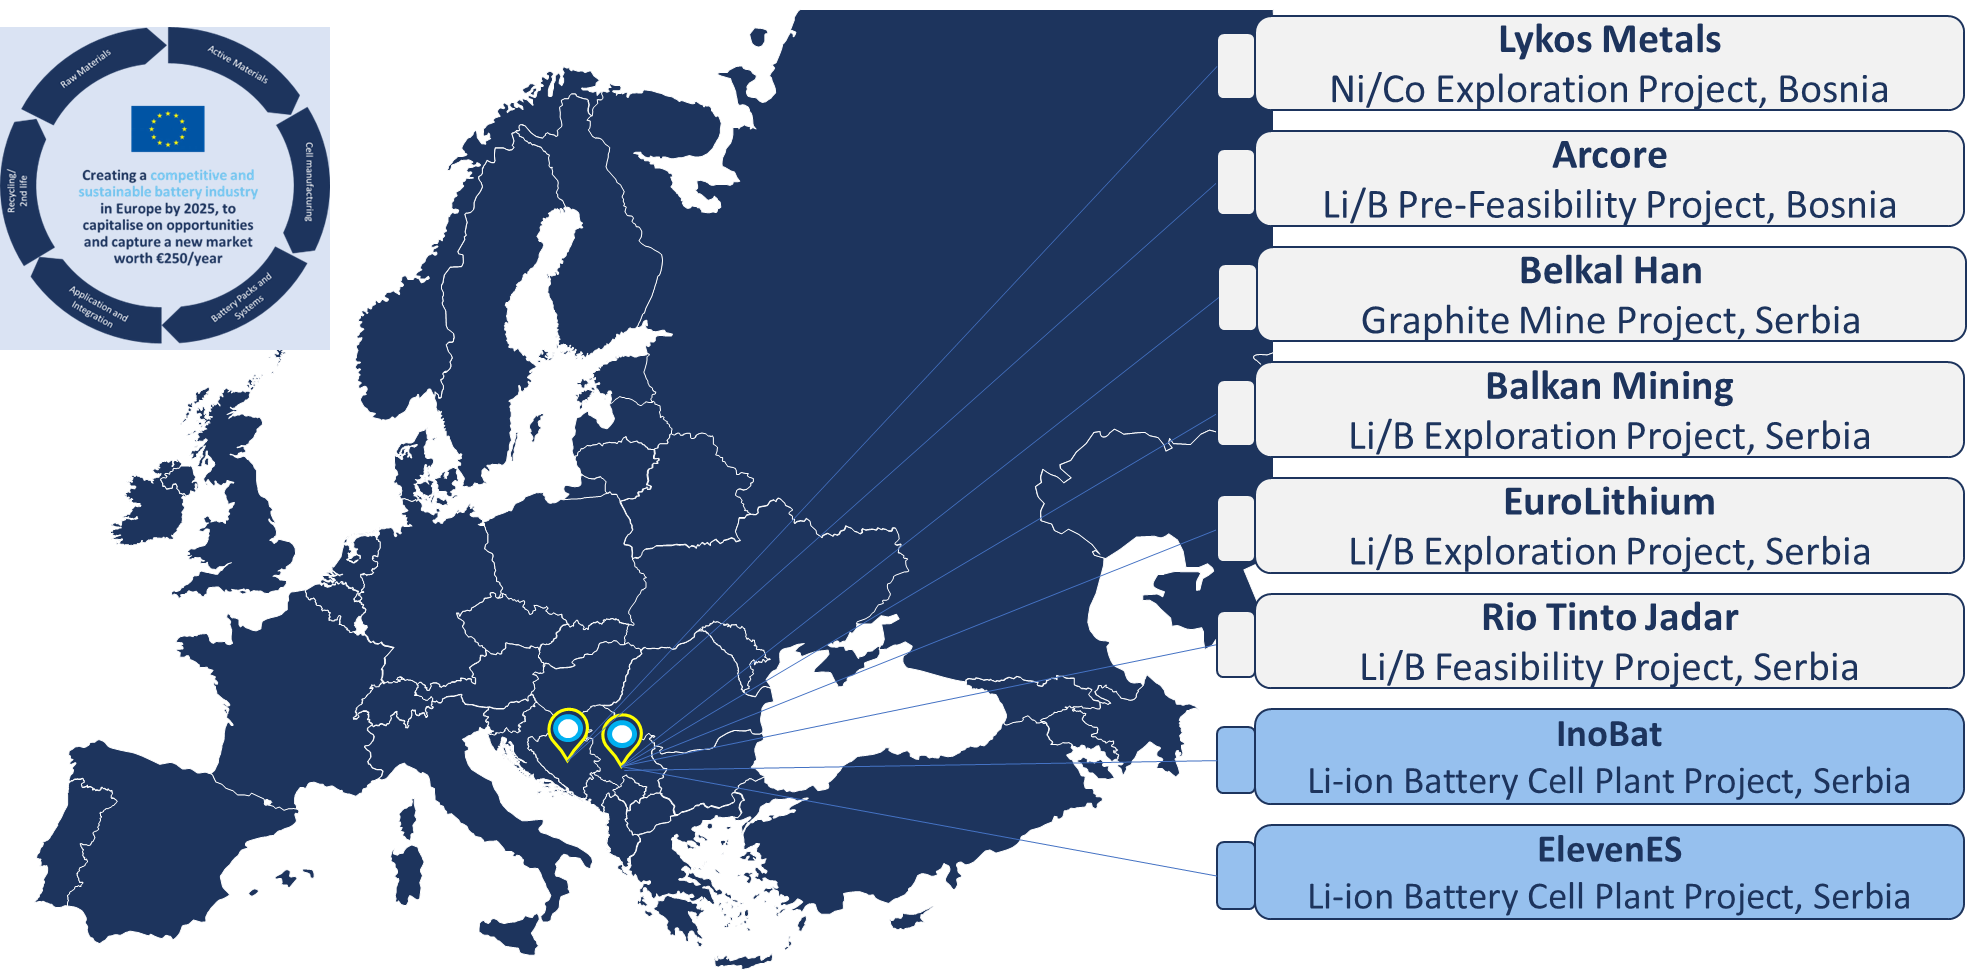 Raw Materials
Active Materials
Cell manufacturing
Battery Packs and
Systems
Application and
Integration
Recycling/
2nd life
Creating a competitive and
sustainable battery industry
in Europe by 2025, to
capitalise on opportunities
and capture a new market
worth €250/year
Lykos Metals
Ni/Co Exploration Project, Bosnia
Arcore
Li/B Pre-Feasibility Project, Bosnia
Belkal Han
Graphite Mine Project, Serbia
Balkan Mining
Li/B Exploration Project, Serbia
EuroLithium
Li/B Exploration Project, Serbia
Rio Tinto Jadar
Li/B Feasibility Project, Serbia
InoBat
Li-ion Battery Cell Plant Project, Serbia
ElevenES
Li-ion Battery Cell Plant Project, Serbia